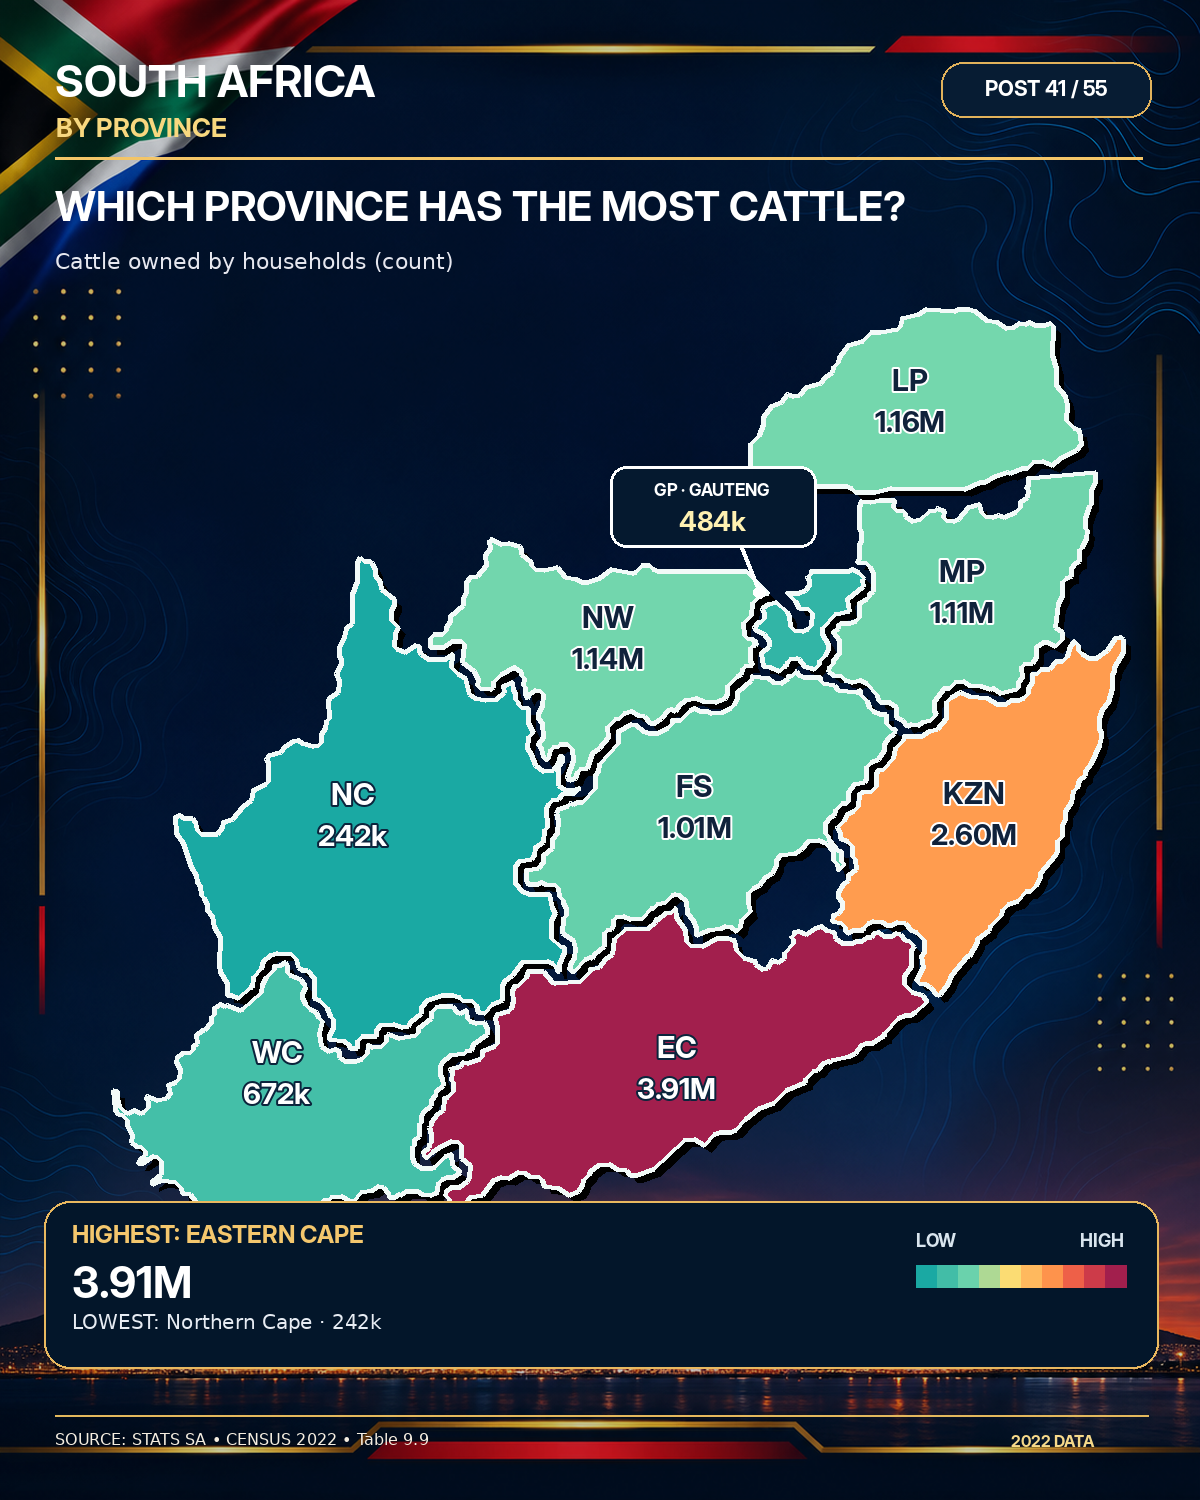 SOUTH AFRICA
BY PROVINCE
POST 41 / 55
WHICH PROVINCE HAS THE MOST CATTLE?
Cattle owned by households (count)
LP
1.16M
GP · GAUTENG
484k
MP
1.11M
NW
1.14M
NC
242k
FS
1.01M
KZN
2.60M
WC
672k
EC
3.91M
HIGHEST: EASTERN CAPE
3.91M
LOWEST: Northern Cape · 242k
LOW HIGH
SOURCE: STATS SA • CENSUS 2022 • Table 9.9
2022 DATA